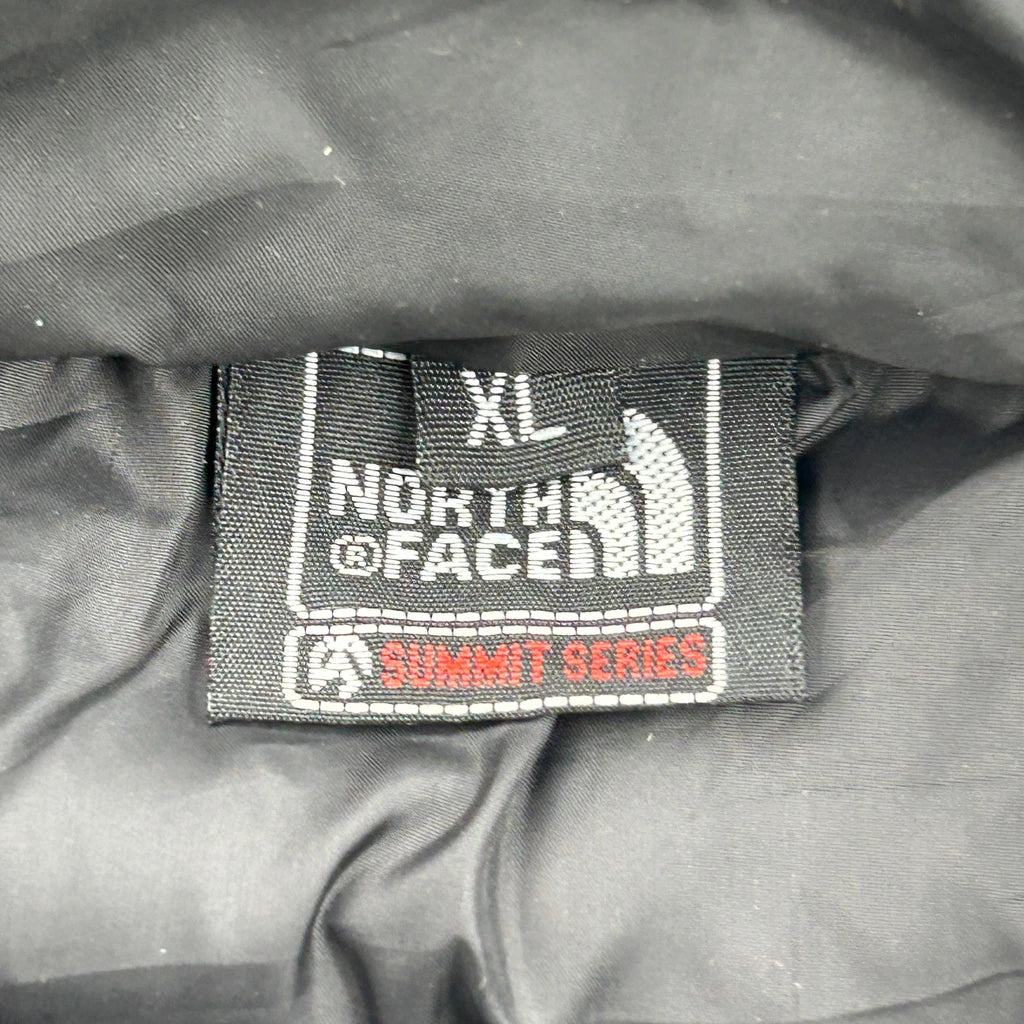 XL
NORTH
®FACE
SUMMIT SERIES